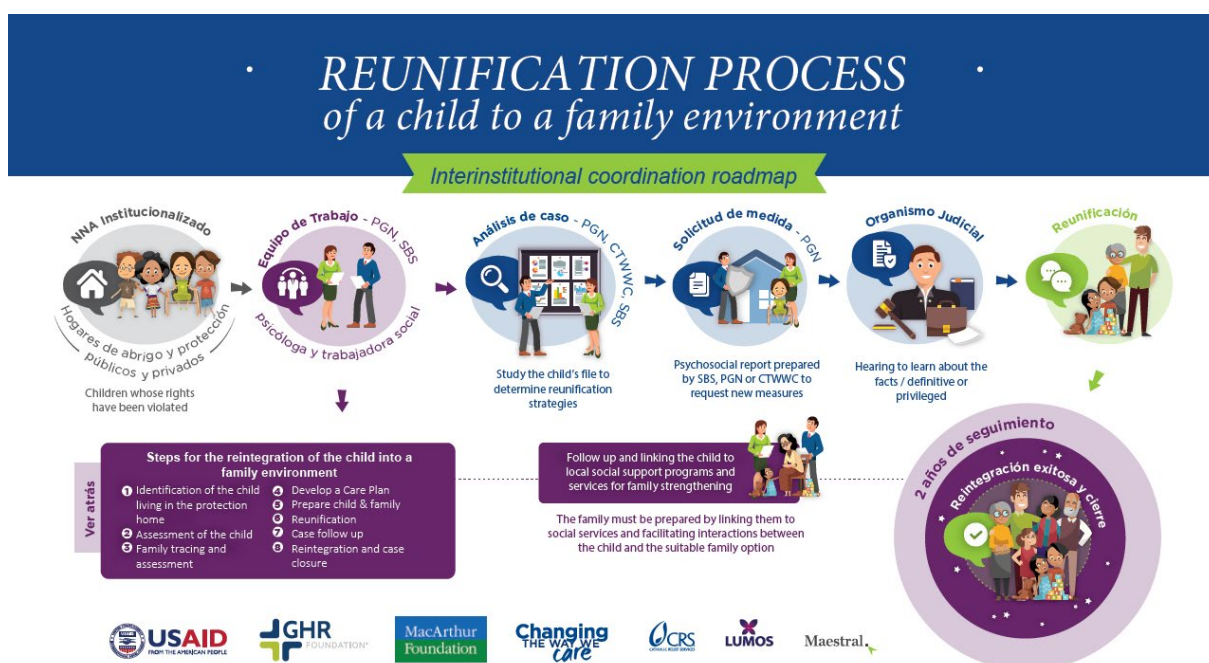 REUNIFICATION PROCESS
of a child to a family environment
Interinstitutional coordination roadmap
NNA Institucionalizado
Hogares de abrigo y protección
públicos y privados
Children whose rights
have been violated
Equipo de Trabajo - PGN, SBS
psicóloga y trabajadora social
Análisis de caso - PGN, CTWWC, SBS
Study the child's file to
determine reunification
strategies
Solicitud de medida - PGN
Psychosocial report prepared
by SBS, PGN or CTWWC to
request new measures
Organismo Judicial
Hearing to learn about the
facts / definitive or
privileged
Reunificación
Ver atrás
Steps for the reintegration of the child into a
family environment
1 Identification of the child
living in the protection
home
2 Assessment of the child
3 Family tracing and
assessment
4 Develop a Care Plan
5 Prepare child & family
6 Reunification
7 Case follow up
8 Reintegration and case
closure
Follow up and linking the child to
local social support programs and
services for family strengthening
The family must be prepared by linking them to
social services and facilitating interactions between
the child and the suitable family option
2 años de seguimiento
Reintegración exitosa y cierre
USAID
FROM THE AMERICAN PEOPLE
GHR
FOUNDATION
MacArthur
Foundation
Changing
THE WAY WE
care
CRS
CATHOLIC RELIEF SERVICES
LUMOS
Maestral.